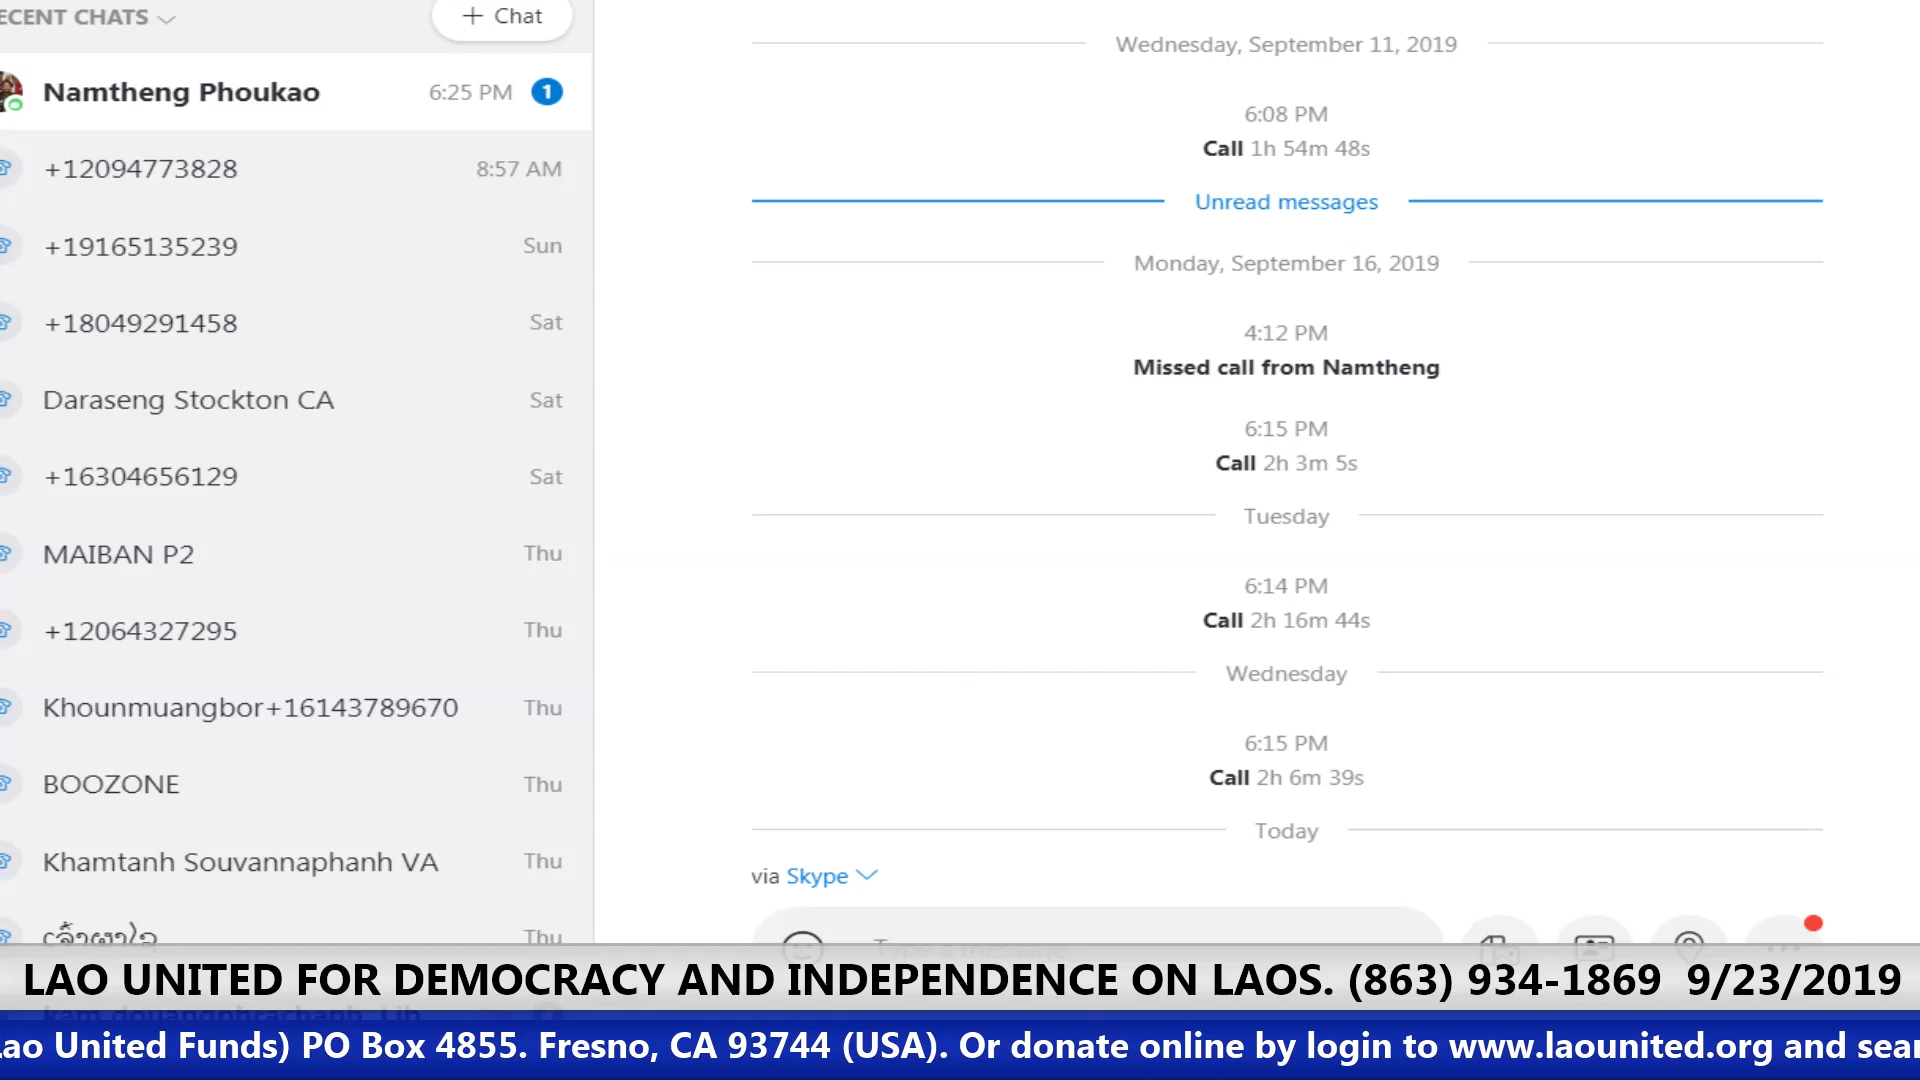 ECENT CHATS
+ Chat
Namtheng Phoukao 6:25 PM 1
+12094773828 8:57 AM
+19165135239 Sun
+18049291458 Sat
Daraseng Stockton CA Sat
+16304656129 Sat
MAIBAN P2 Thu
+12064327295 Thu
Khounmuangbor+16143789670 Thu
BOOZONE Thu
Khamtanh Souvannaphanh VA Thu
Thu
Wednesday, September 11, 2019
6:08 PM
Call 1h 54m 48s
Unread messages
Monday, September 16, 2019
4:12 PM
Missed call from Namtheng
6:15 PM
Call 2h 3m 5s
Tuesday
6:14 PM
Call 2h 16m 44s
Wednesday
6:15 PM
Call 2h 6m 39s
Today
via Skype
Type a message
LAO UNITED FOR DEMOCRACY AND INDEPENDENCE ON LAOS. (863) 934-1869 9/23/2019
ao United Funds) PO Box 4855. Fresno, CA 93744 (USA). Or donate online by login to www.laounited.org and sear